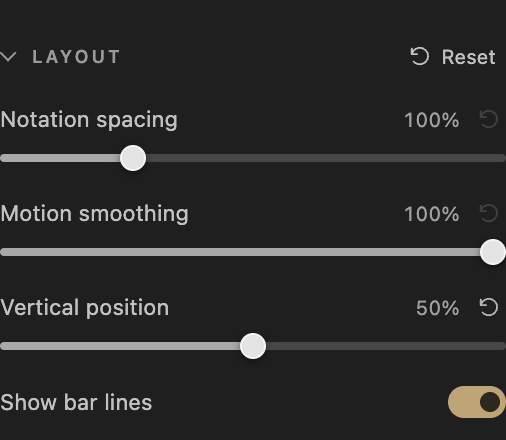 LAYOUT Reset
Notation spacing 100%
Motion smoothing 100%
Vertical position 50%
Show bar lines